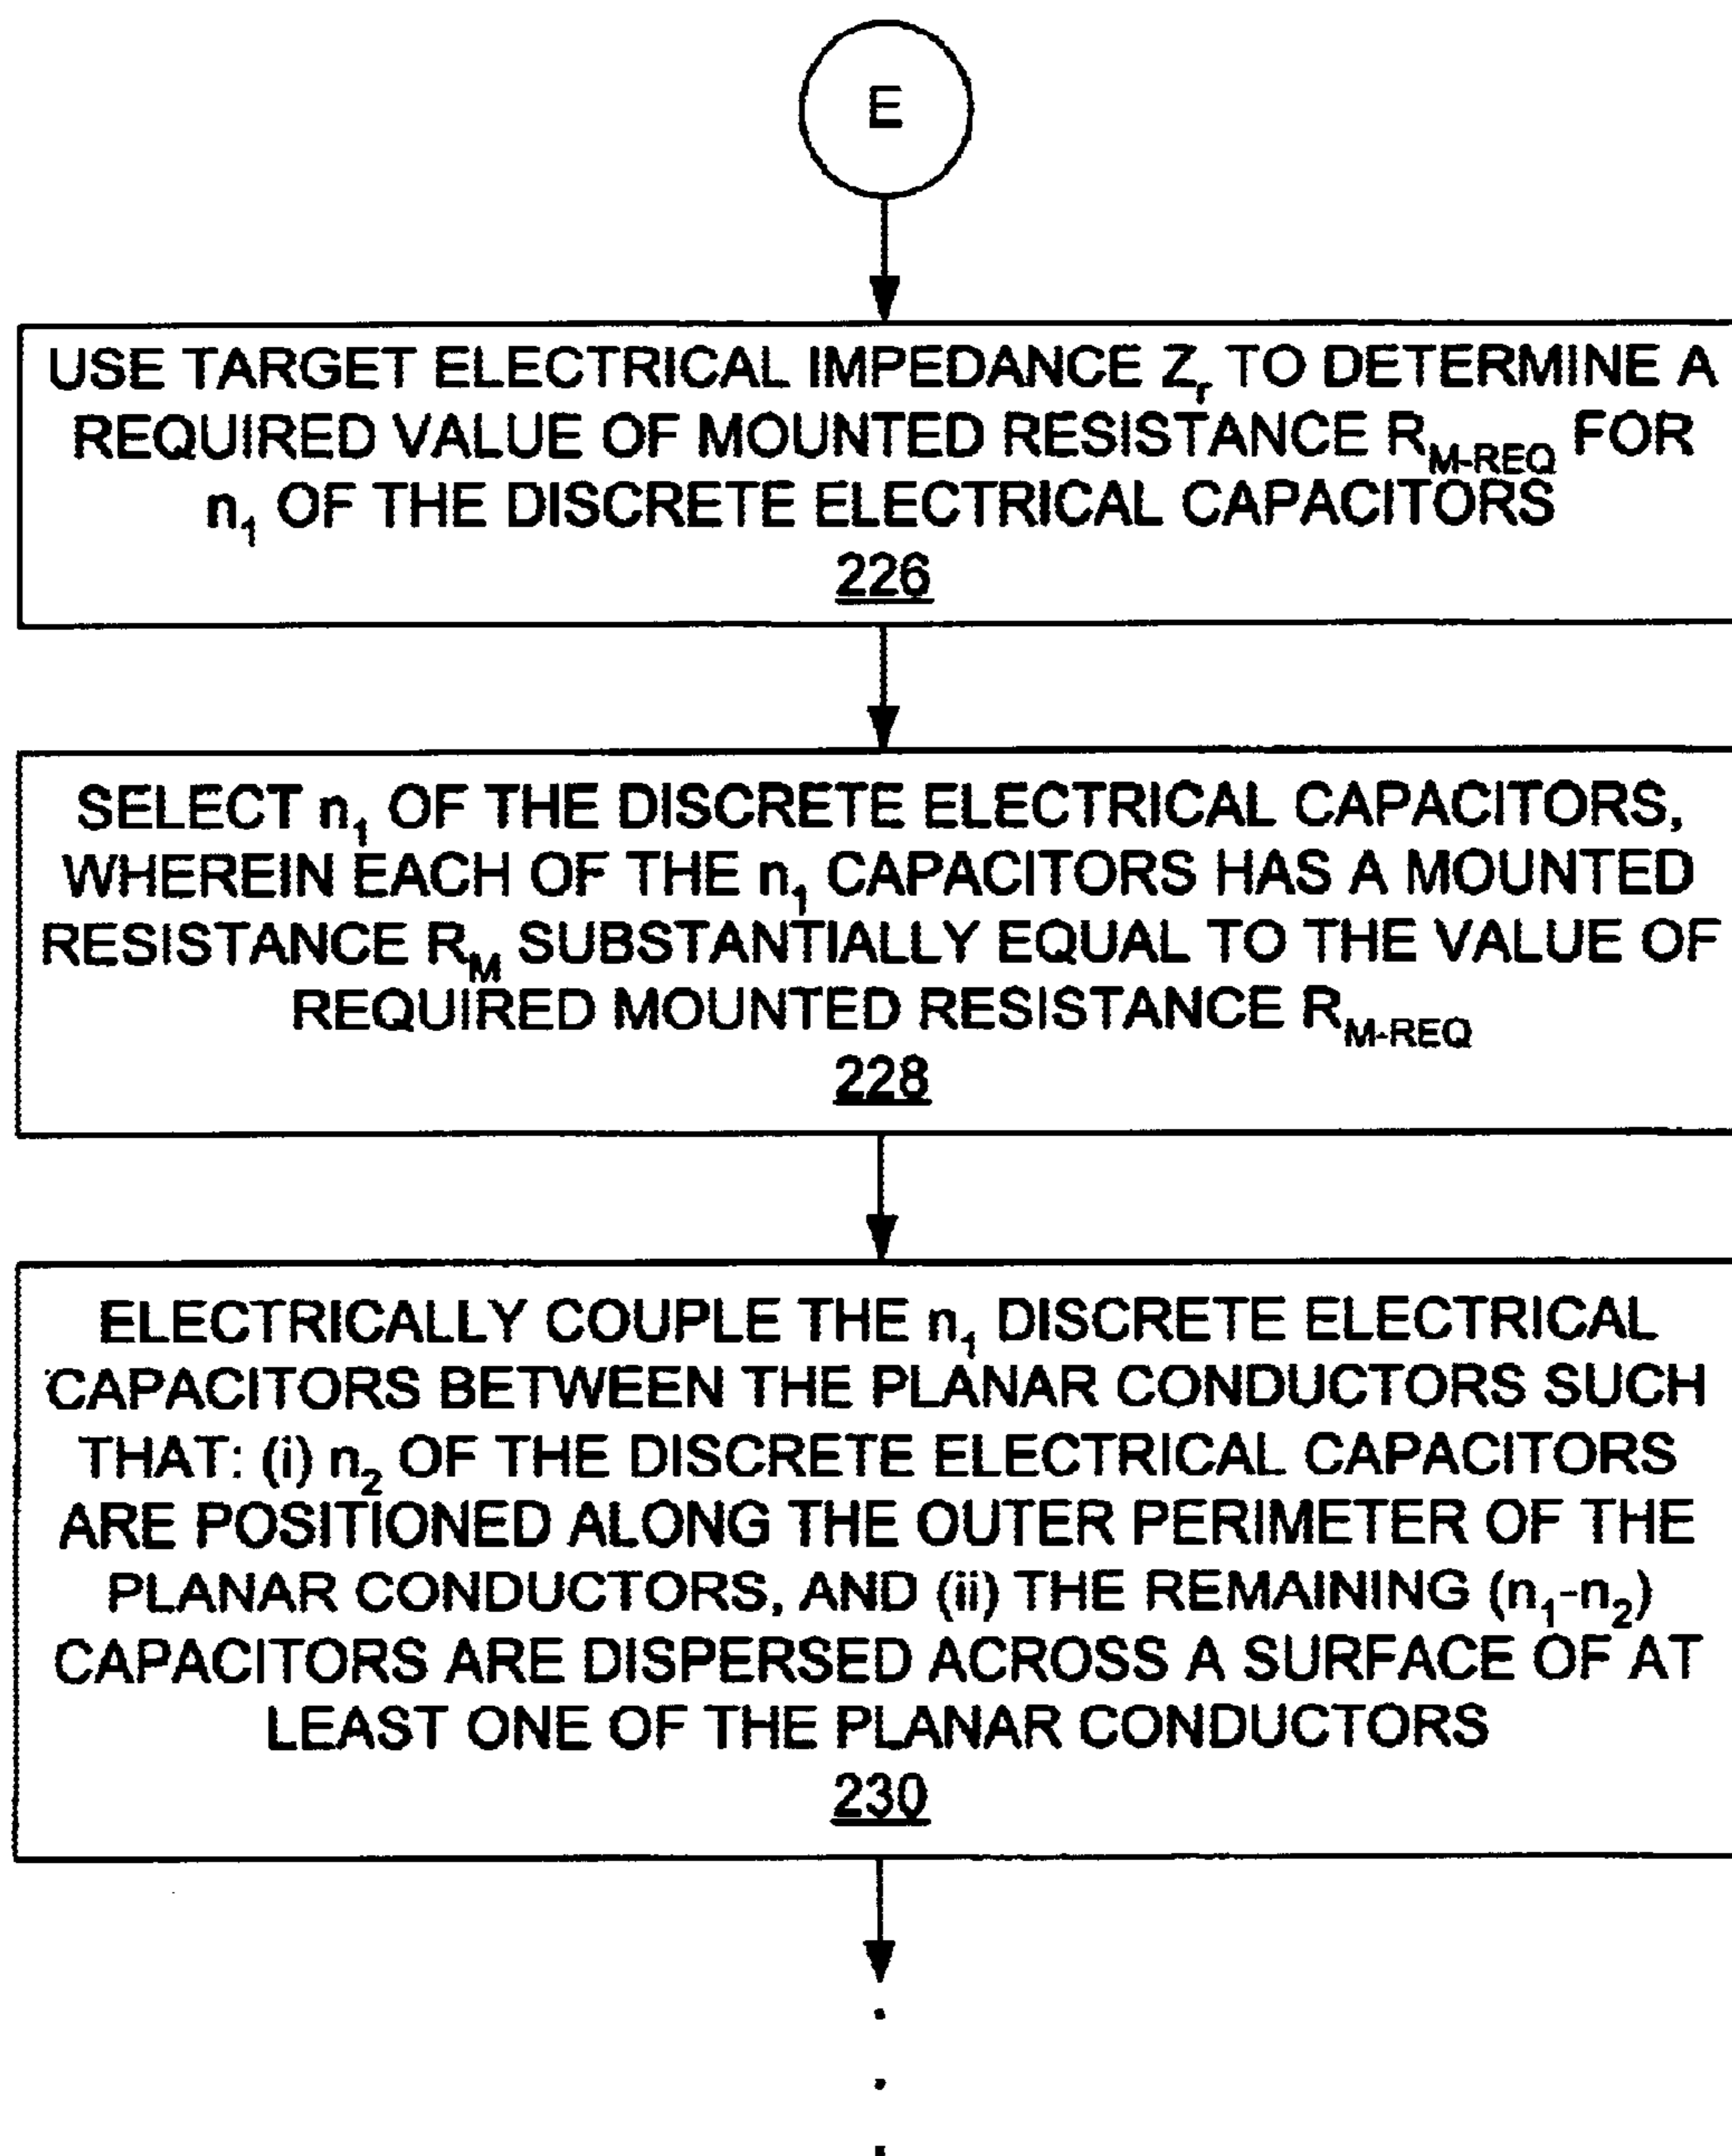 E
USE TARGET ELECTRICAL IMPEDANCE Zᵣ TO DETERMINE A
REQUIRED VALUE OF MOUNTED RESISTANCE R_M-REQ FOR
n₁ OF THE DISCRETE ELECTRICAL CAPACITORS
226
SELECT n₁ OF THE DISCRETE ELECTRICAL CAPACITORS,
WHEREIN EACH OF THE n₁ CAPACITORS HAS A MOUNTED
RESISTANCE R_M SUBSTANTIALLY EQUAL TO THE VALUE OF
REQUIRED MOUNTED RESISTANCE R_M-REQ
228
ELECTRICALLY COUPLE THE n₁ DISCRETE ELECTRICAL
CAPACITORS BETWEEN THE PLANAR CONDUCTORS SUCH
THAT: (i) n₂ OF THE DISCRETE ELECTRICAL CAPACITORS
ARE POSITIONED ALONG THE OUTER PERIMETER OF THE
PLANAR CONDUCTORS, AND (ii) THE REMAINING (n₁-n₂)
CAPACITORS ARE DISPERSED ACROSS A SURFACE OF AT
LEAST ONE OF THE PLANAR CONDUCTORS
230